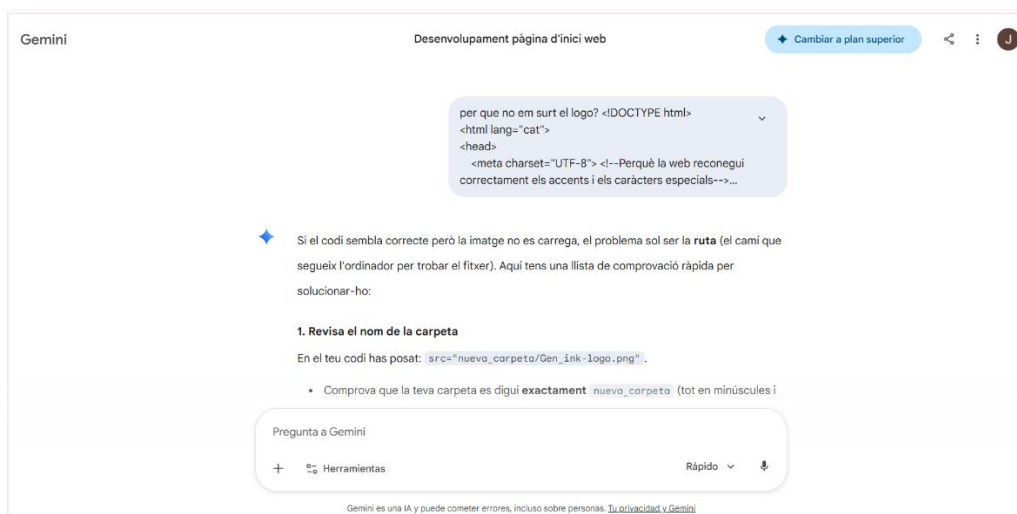 Gemini
Desenvolupament pàgina d'inici web
Cambiar a plan superior
J
per que no em surt el logo? <!DOCTYPE html>
<html lang="cat">
<head>
<meta charset="UTF-8"> <!--Perquè la web reconegui
correctament els accents i els caràcters especials-->...
Si el codi sembla correcte però la imatge no es carrega, el problema sol ser la ruta (el camí que
segueix l'ordinador per trobar el fitxer). Aquí tens una llista de comprovació ràpida per
solucionar-ho:
1. Revisa el nom de la carpeta
En el teu codi has posat: src="nueva_carpeta/Gen_ink-logo.png" .
• Comprova que la teva carpeta es digui exactament nueva_carpeta (tot en minúscules i
Pregunta a Gemini
Herramientas
Rápido
Gemini es una IA y puede cometer errores, incluso sobre personas. Tu privacidad y Gemini